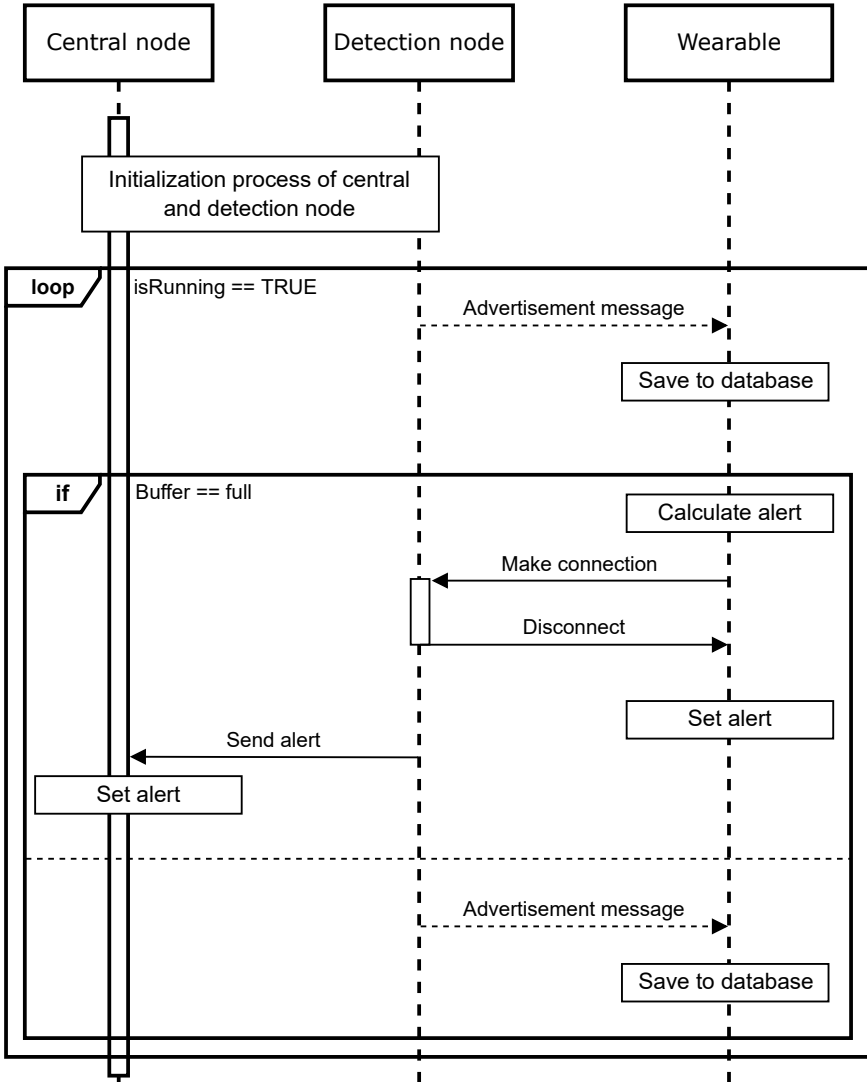 Central node
Detection node
Wearable
Initialization process of central
and detection node
loop
isRunning == TRUE
Advertisement message
Save to database
if
Buffer == full
Calculate alert
Make connection
Disconnect
Set alert
Send alert
Set alert
Advertisement message
Save to database